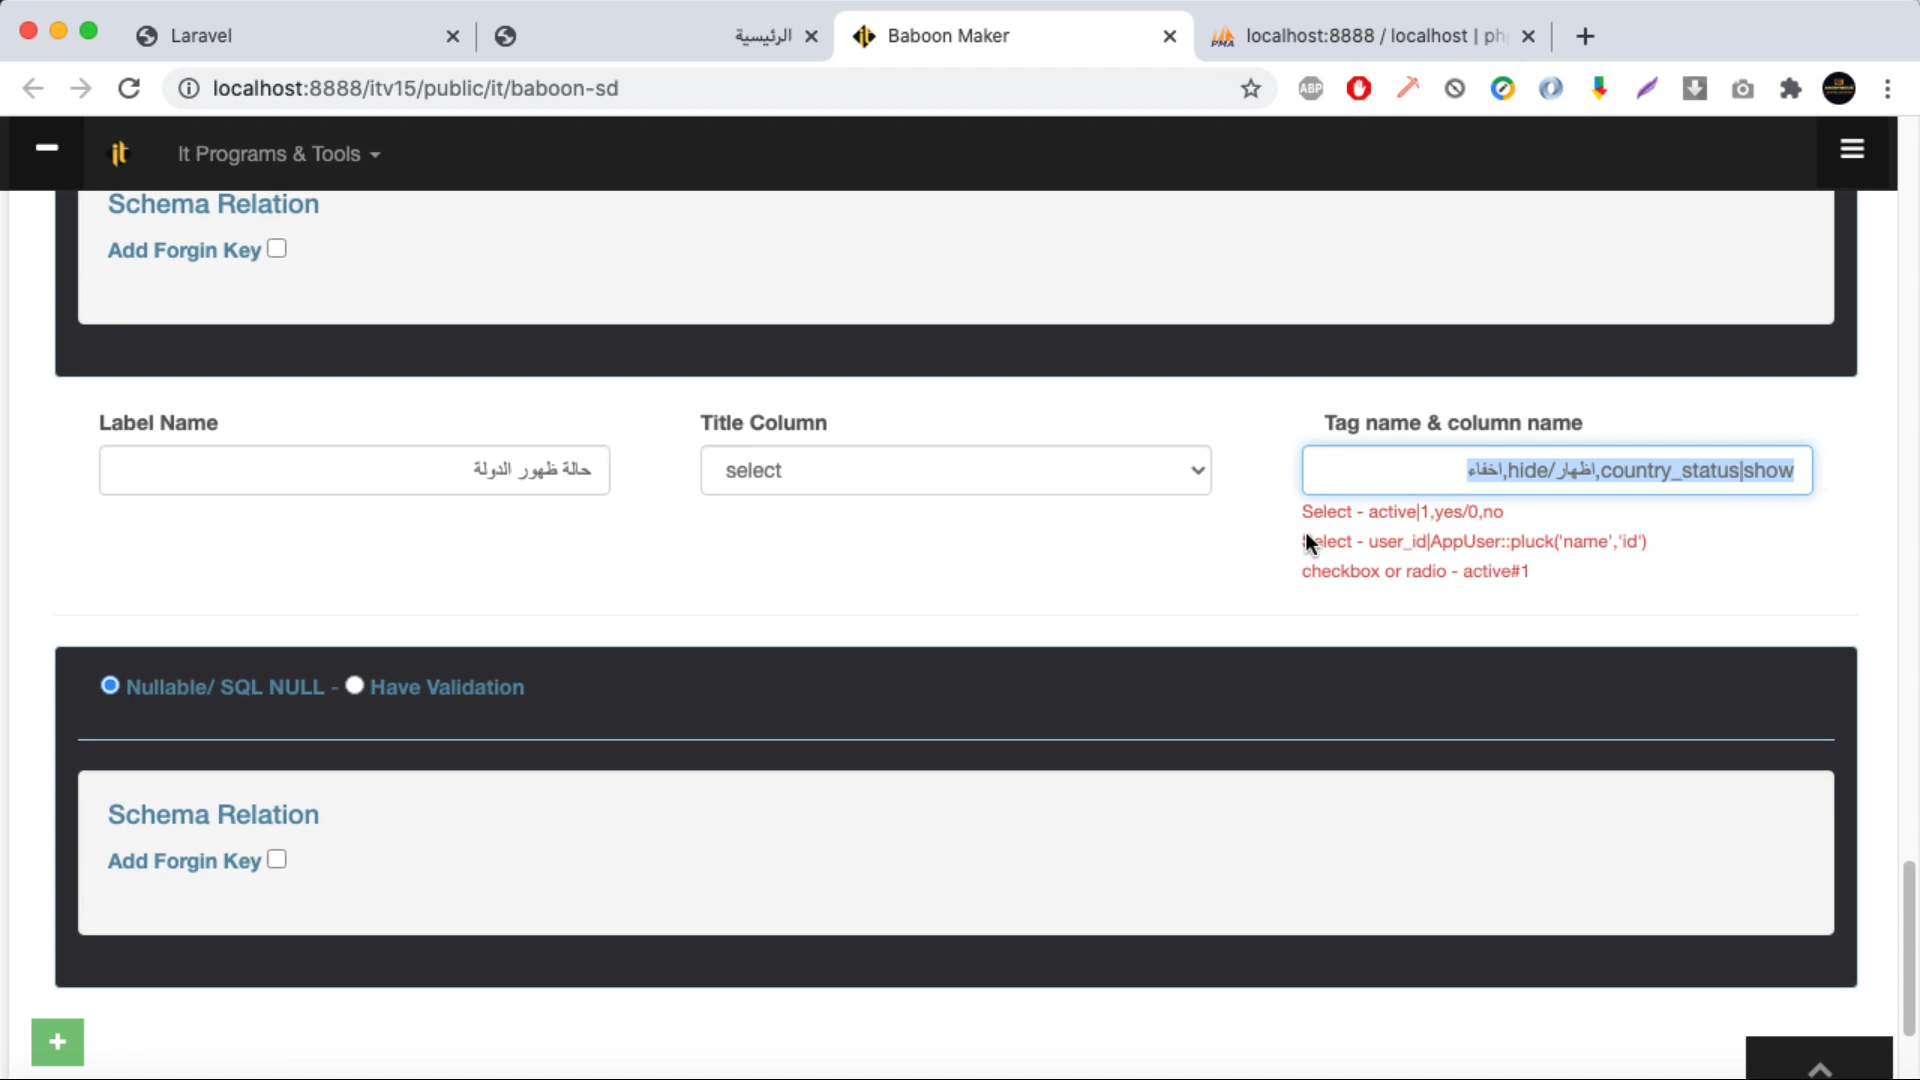 Laravel
الرئيسية
Baboon Maker
localhost:8888 / localhost | ph
localhost:8888/itv15/public/it/baboon-sd
ABP
it
It Programs & Tools
Schema Relation
Add Forgin Key
Label Name
Title Column
Tag name & column name
حالة ظهور الدولة
select
country_status|show,اظهار/hide,اخفاء
Select - active|1,yes/0,no
Select - user_id|AppUser::pluck('name','id')
checkbox or radio - active#1
Nullable/ SQL NULL - Have Validation
Schema Relation
Add Forgin Key
+